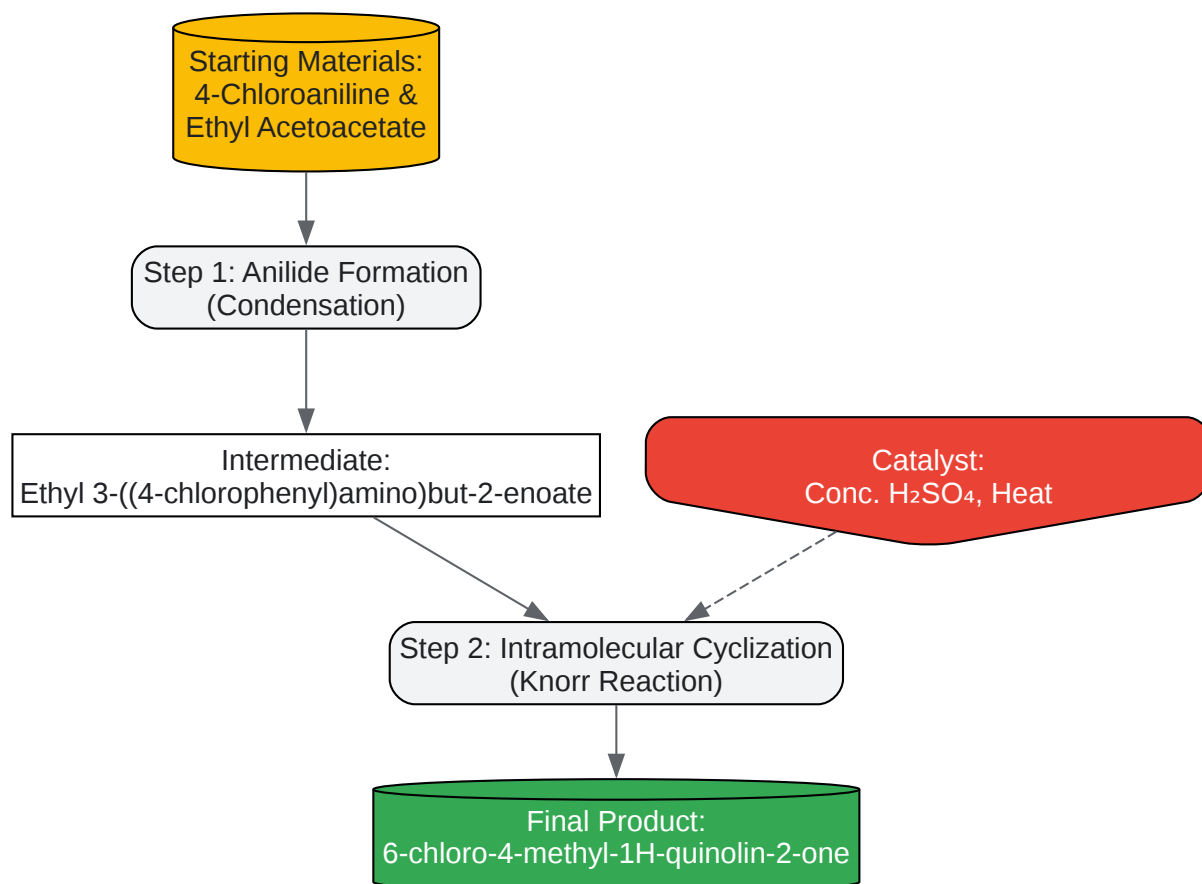 Starting Materials:
4-Chloroaniline &
Ethyl Acetoacetate
Step 1: Anilide Formation
(Condensation)
Intermediate:
Ethyl 3-((4-chlorophenyl)amino)but-2-enoate
Catalyst:
Conc. H₂SO₄, Heat
Step 2: Intramolecular Cyclization
(Knorr Reaction)
Final Product:
6-chloro-4-methyl-1H-quinolin-2-one